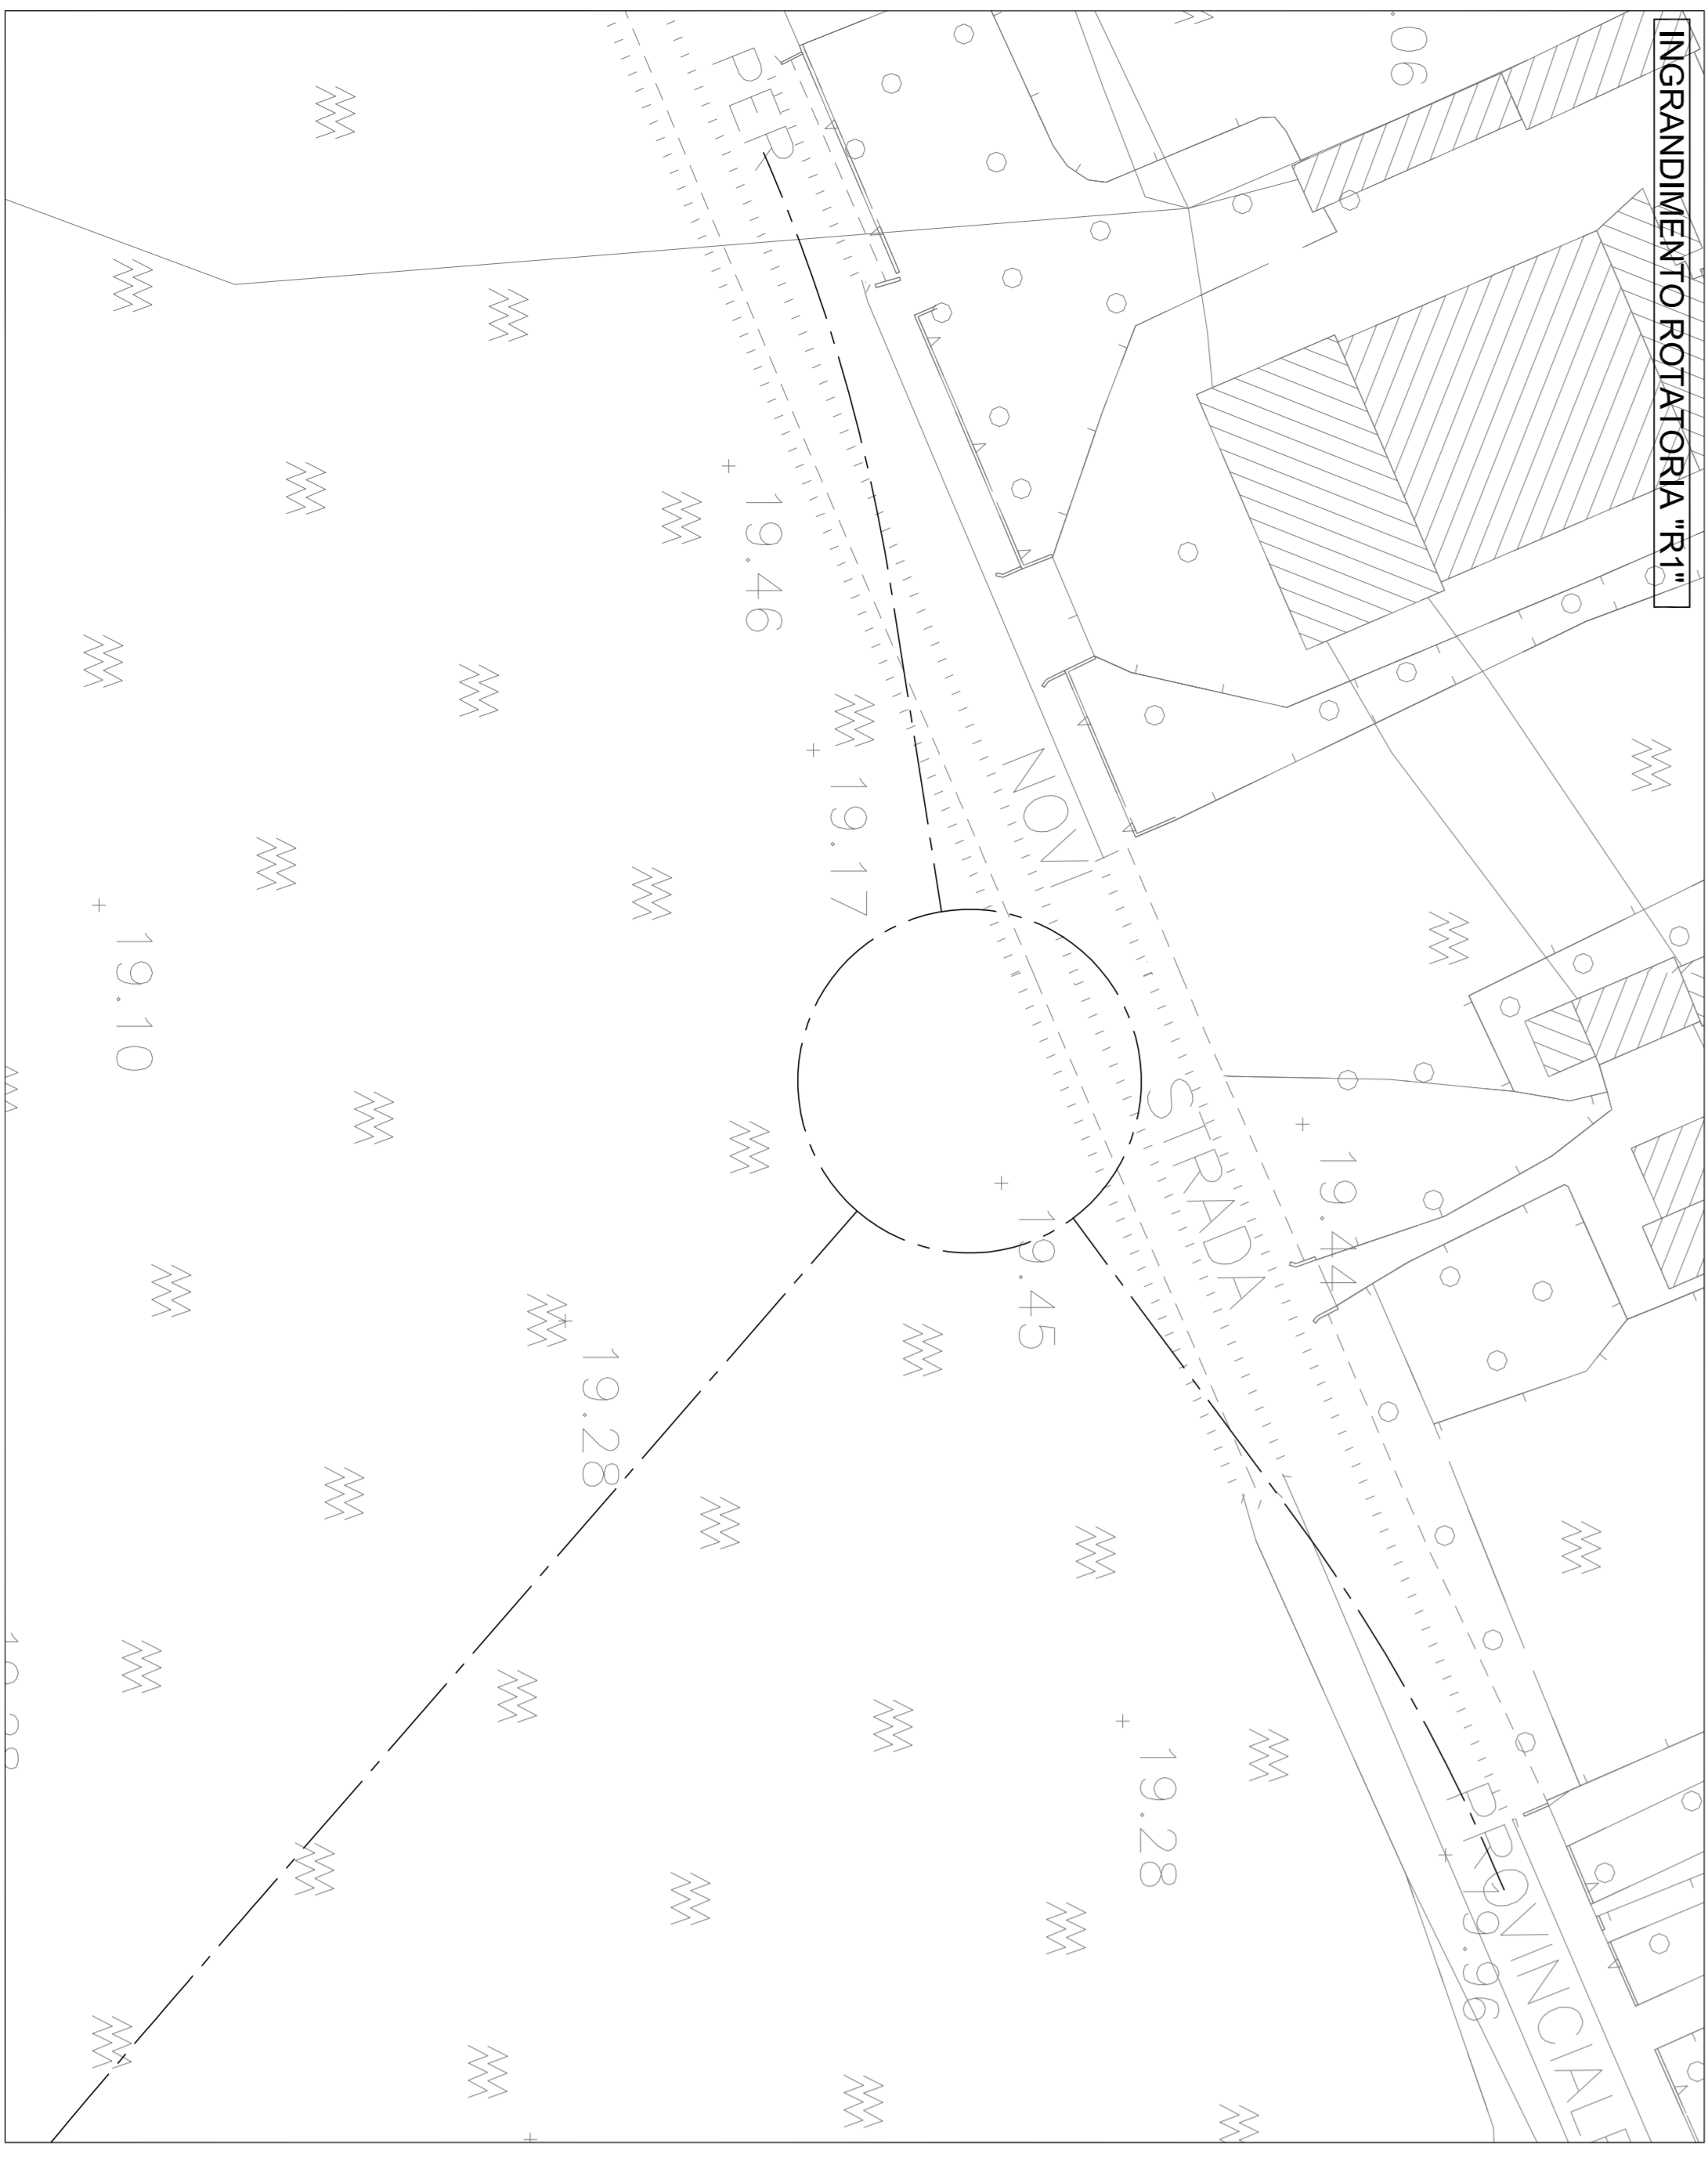 INGRANDIMENTO ROTATORIA "R1"
STRADA PROVINCIALE
PER NOVI
19.46
19.17
19.10
19.44
19.45
19.28
19.28
19.96